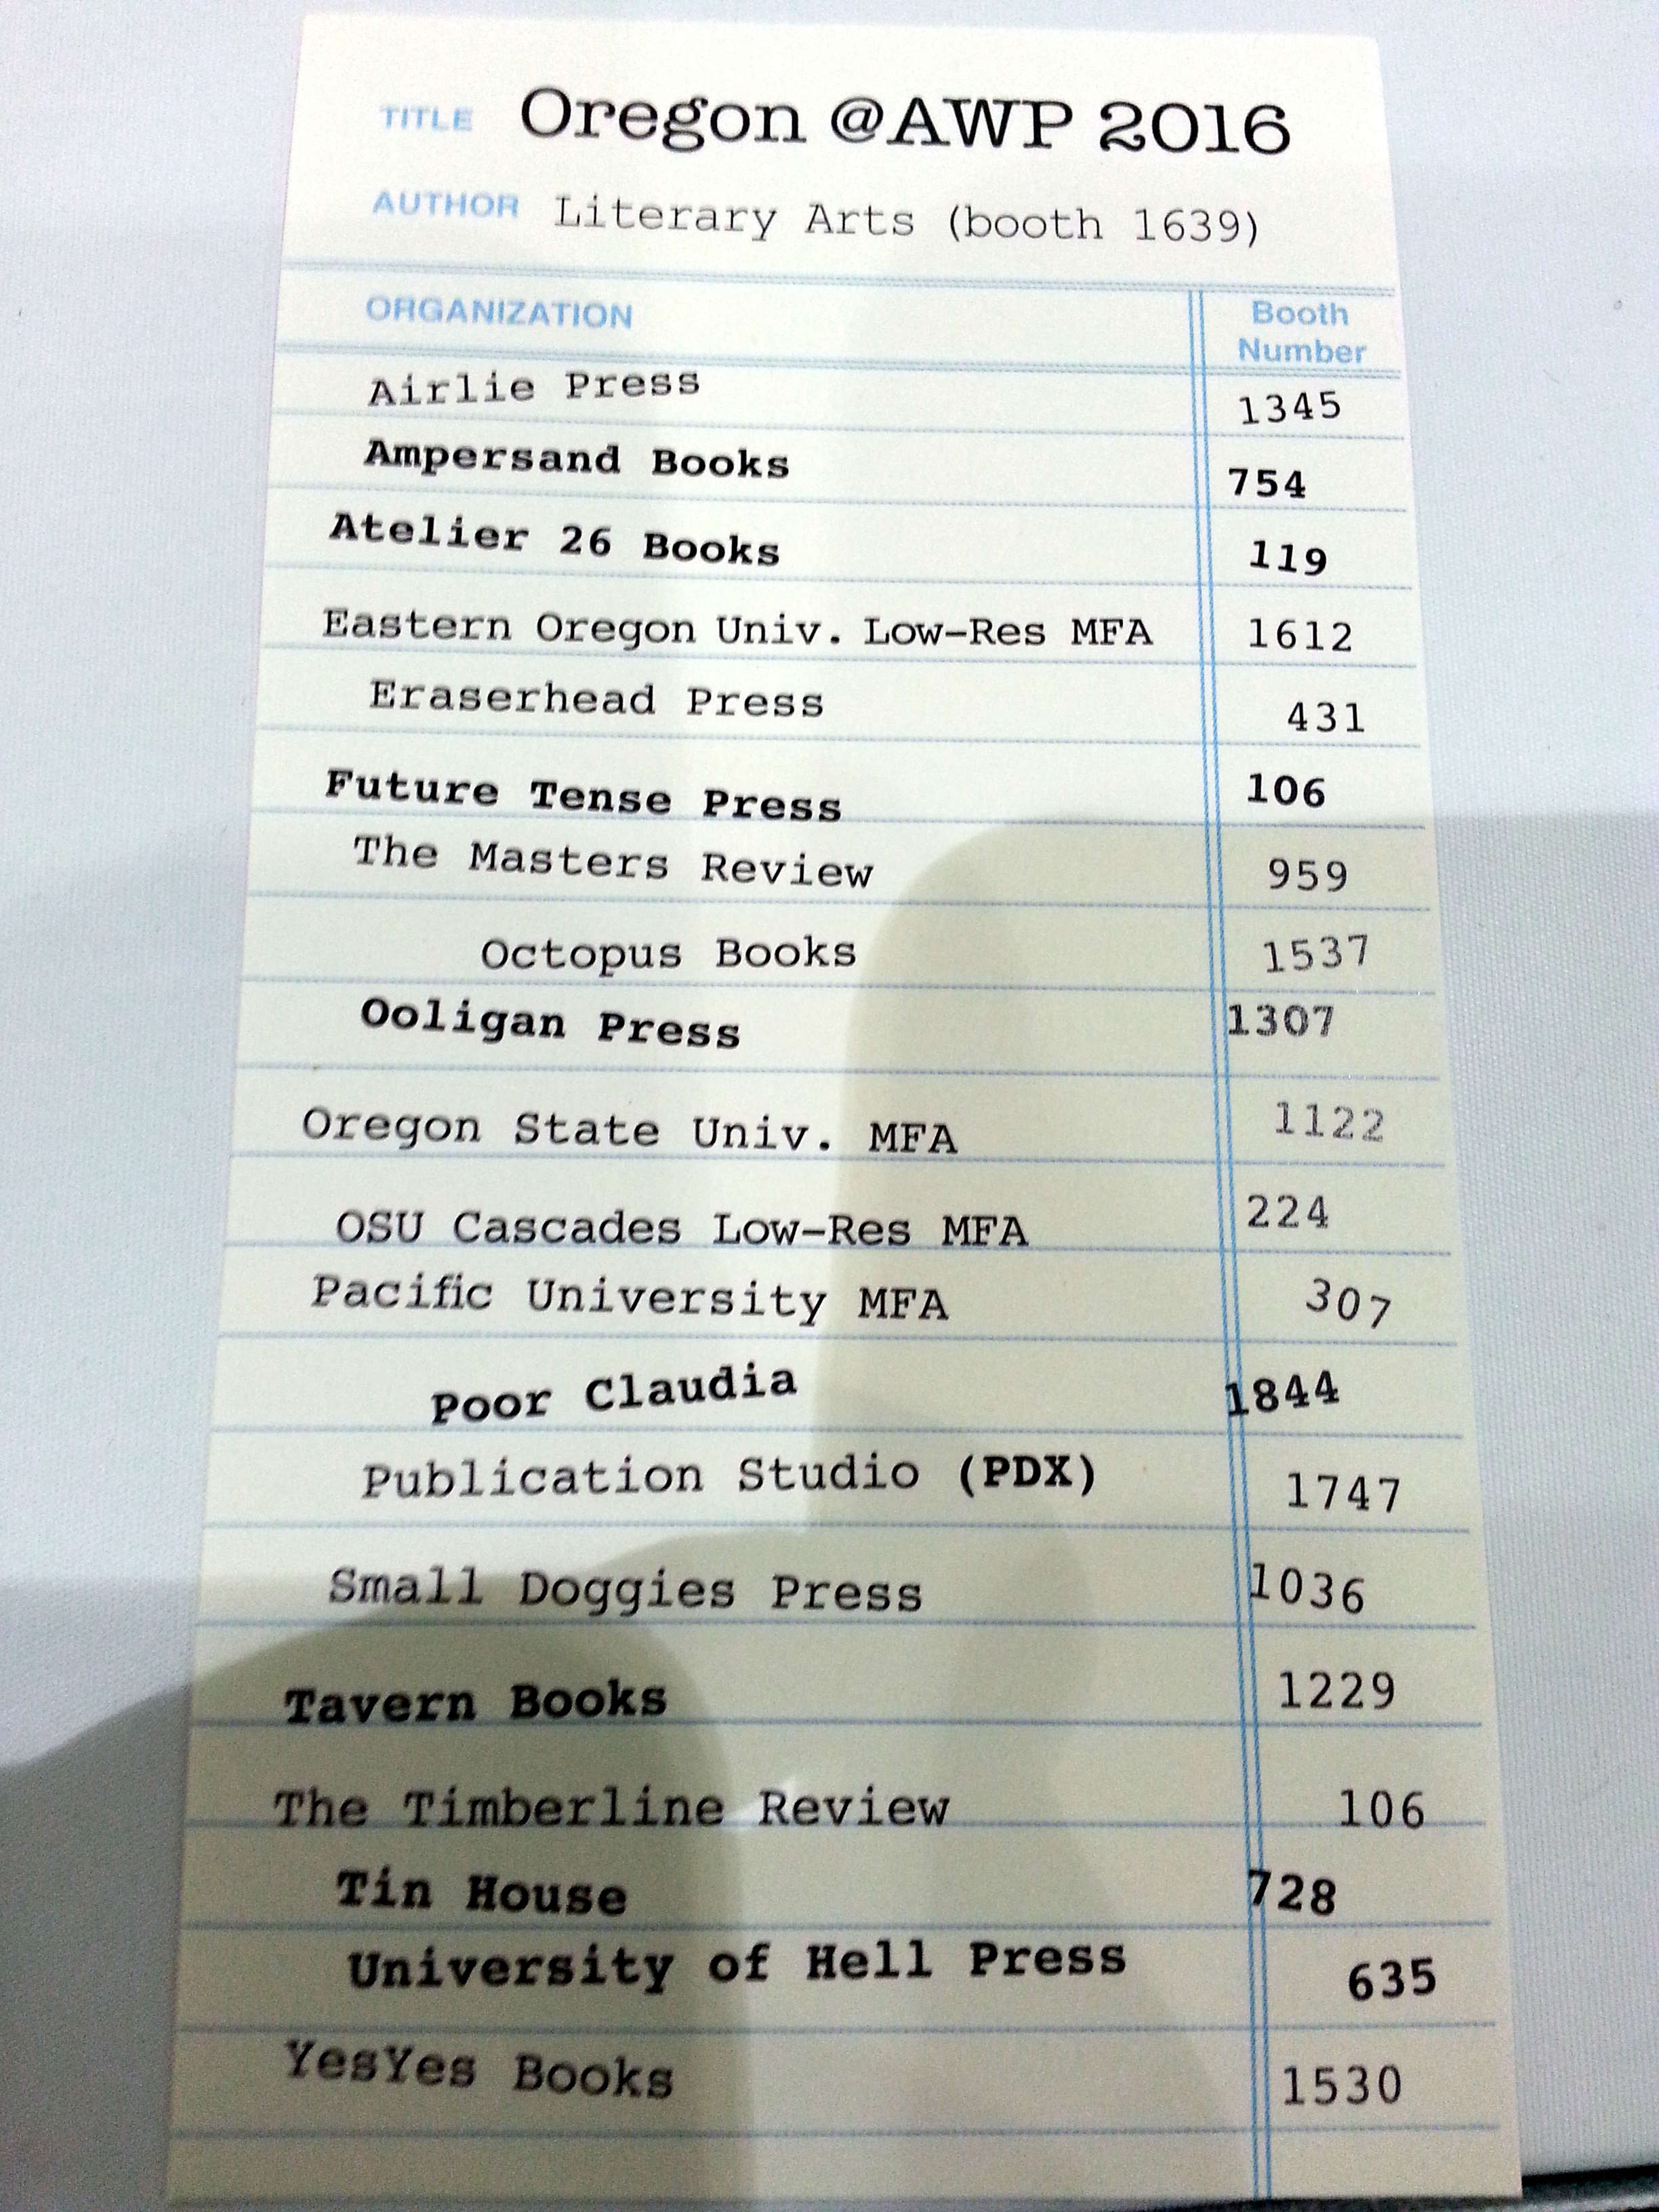 TITLE Oregon @AWP 2016
AUTHOR Literary Arts (booth 1639)
ORGANIZATION Booth Number
Airlie Press 1345
Ampersand Books 754
Atelier 26 Books 119
Eastern Oregon Univ. Low-Res MFA 1612
Eraserhead Press 431
Future Tense Press 106
The Masters Review 959
Octopus Books 1537
Ooligan Press 1307
Oregon State Univ. MFA 1122
OSU Cascades Low-Res MFA 224
Pacific University MFA 307
Poor Claudia 1844
Publication Studio (PDX) 1747
Small Doggies Press 1036
Tavern Books 1229
The Timberline Review 106
Tin House 728
University of Hell Press 635
YesYes Books 1530